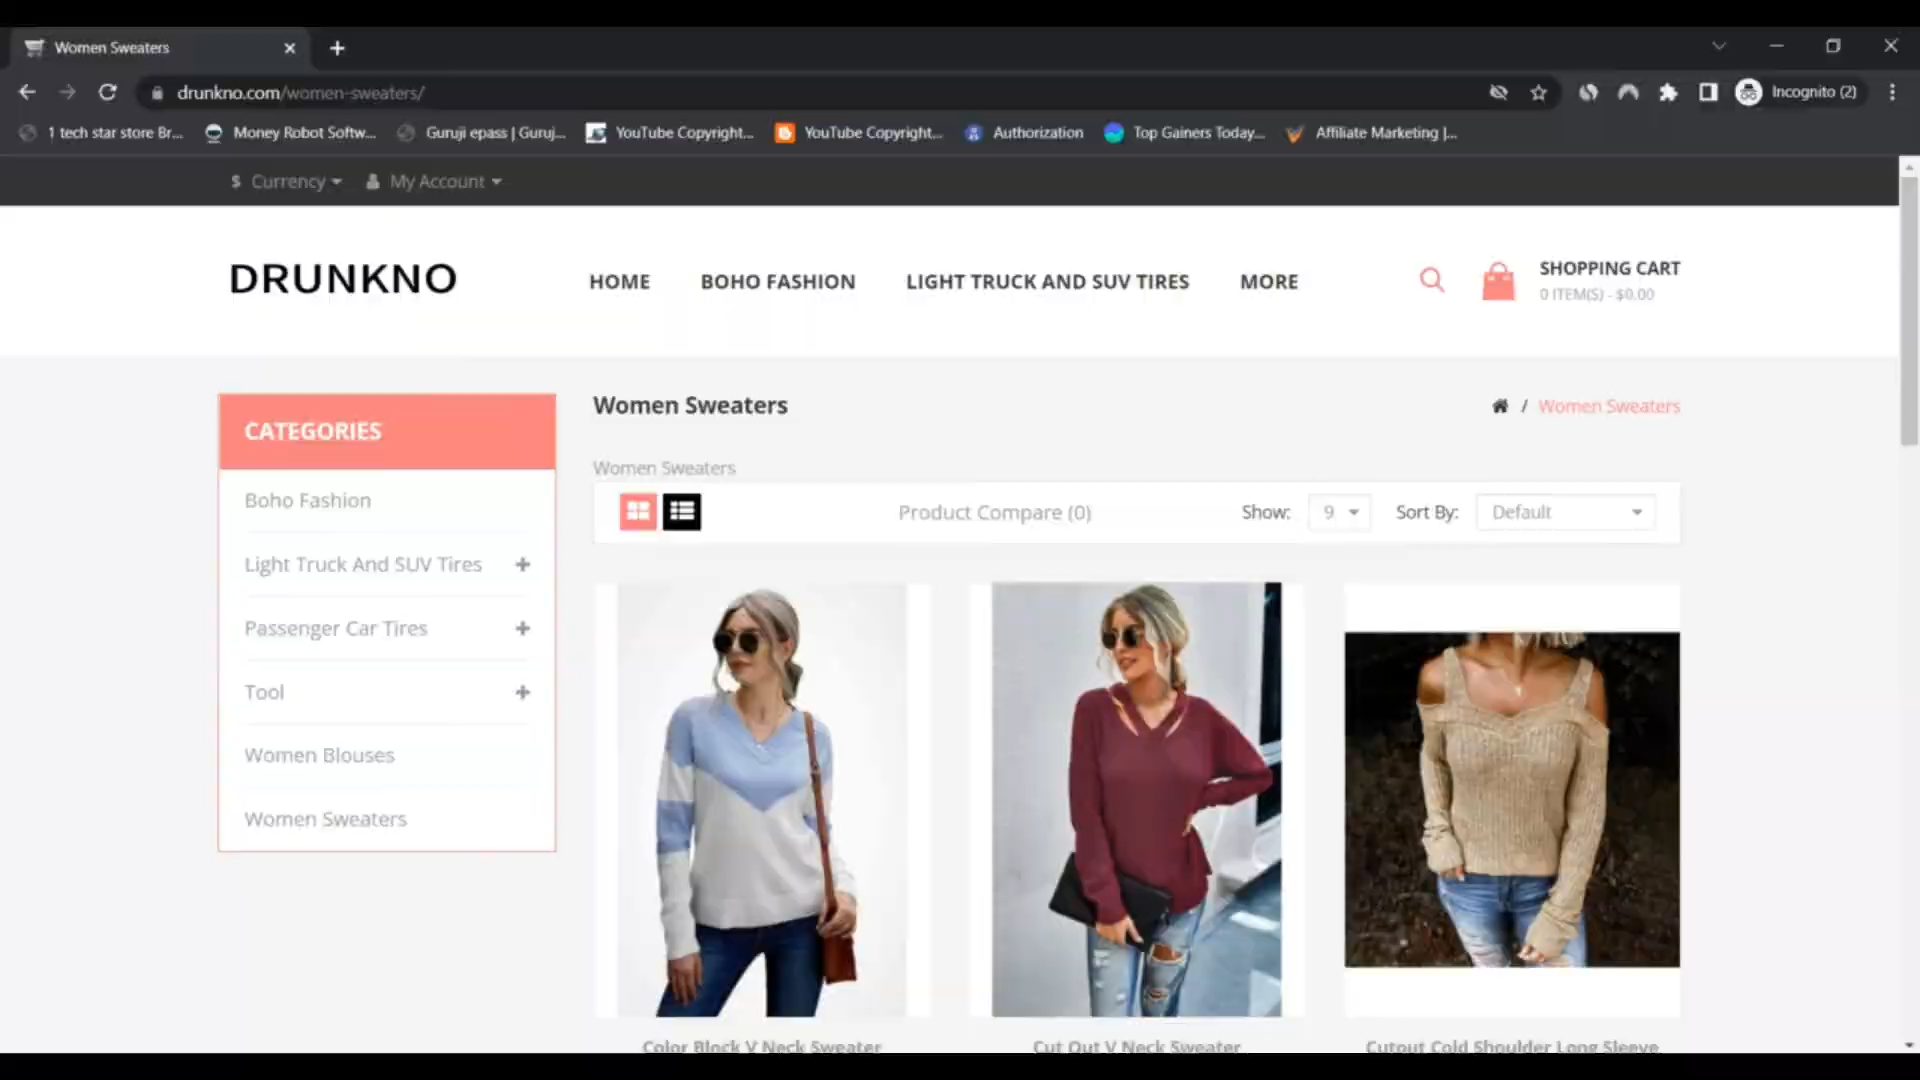 Women Sweaters
drunkno.com/women-sweaters/
Incognito (2)
1 tech star store Br...
Money Robot Softw...
Guruji epass | Guruj...
YouTube Copyright...
YouTube Copyright...
Authorization
Top Gainers Today...
Affiliate Marketing |...
$ Currency
My Account
DRUNKNO
HOME
BOHO FASHION
LIGHT TRUCK AND SUV TIRES
MORE
SHOPPING CART
0 ITEM(S) - $0.00
CATEGORIES
Boho Fashion
Light Truck And SUV Tires +
Passenger Car Tires +
Tool +
Women Blouses
Women Sweaters
Women Sweaters
/ Women Sweaters
Women Sweaters
Product Compare (0)
Show: 9
Sort By: Default
Color Block V Neck Sweater
Cut Out V Neck Sweater
Cutout Cold Shoulder Long Sleeve